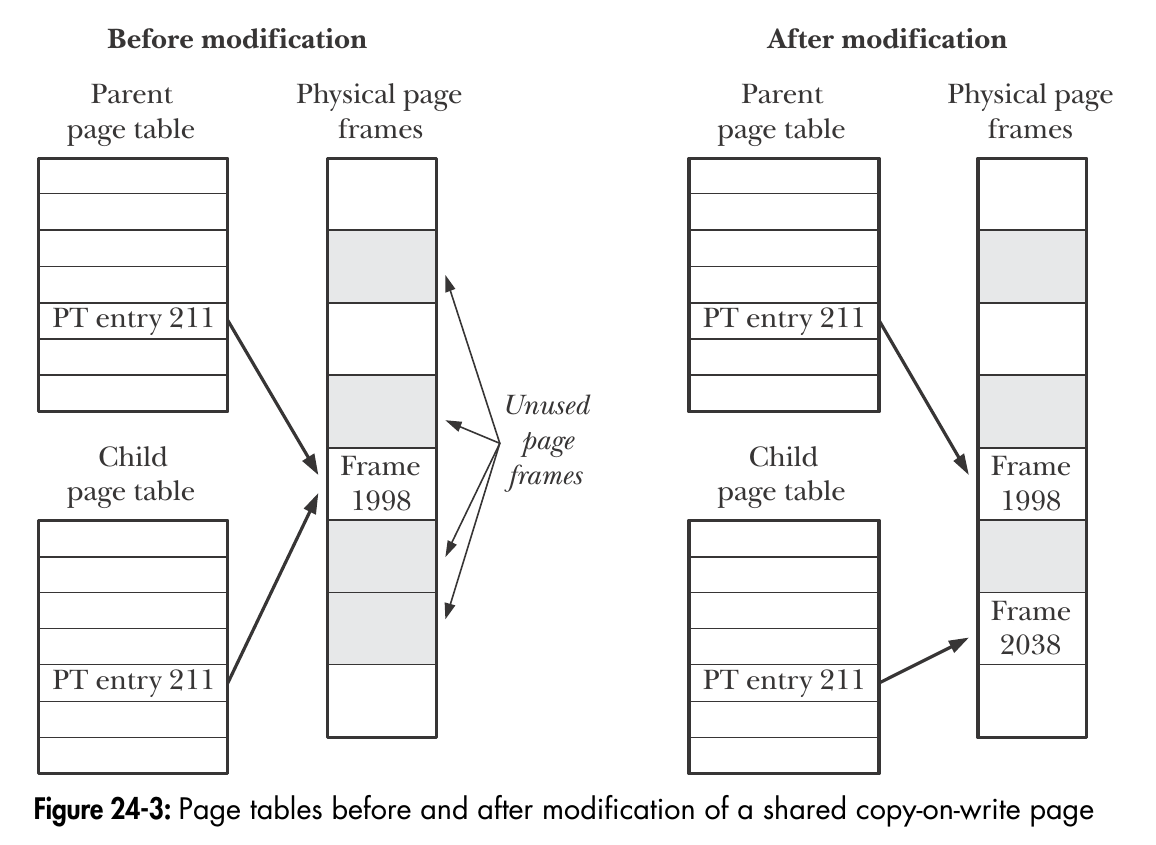 Before modification
Parent
page table
Physical page
frames
PT entry 211
Child
page table
PT entry 211
Frame
1998
Unused
page
frames
After modification
Parent
page table
Physical page
frames
PT entry 211
Child
page table
PT entry 211
Frame
1998
Frame
2038
Figure 24-3: Page tables before and after modification of a shared copy-on-write page